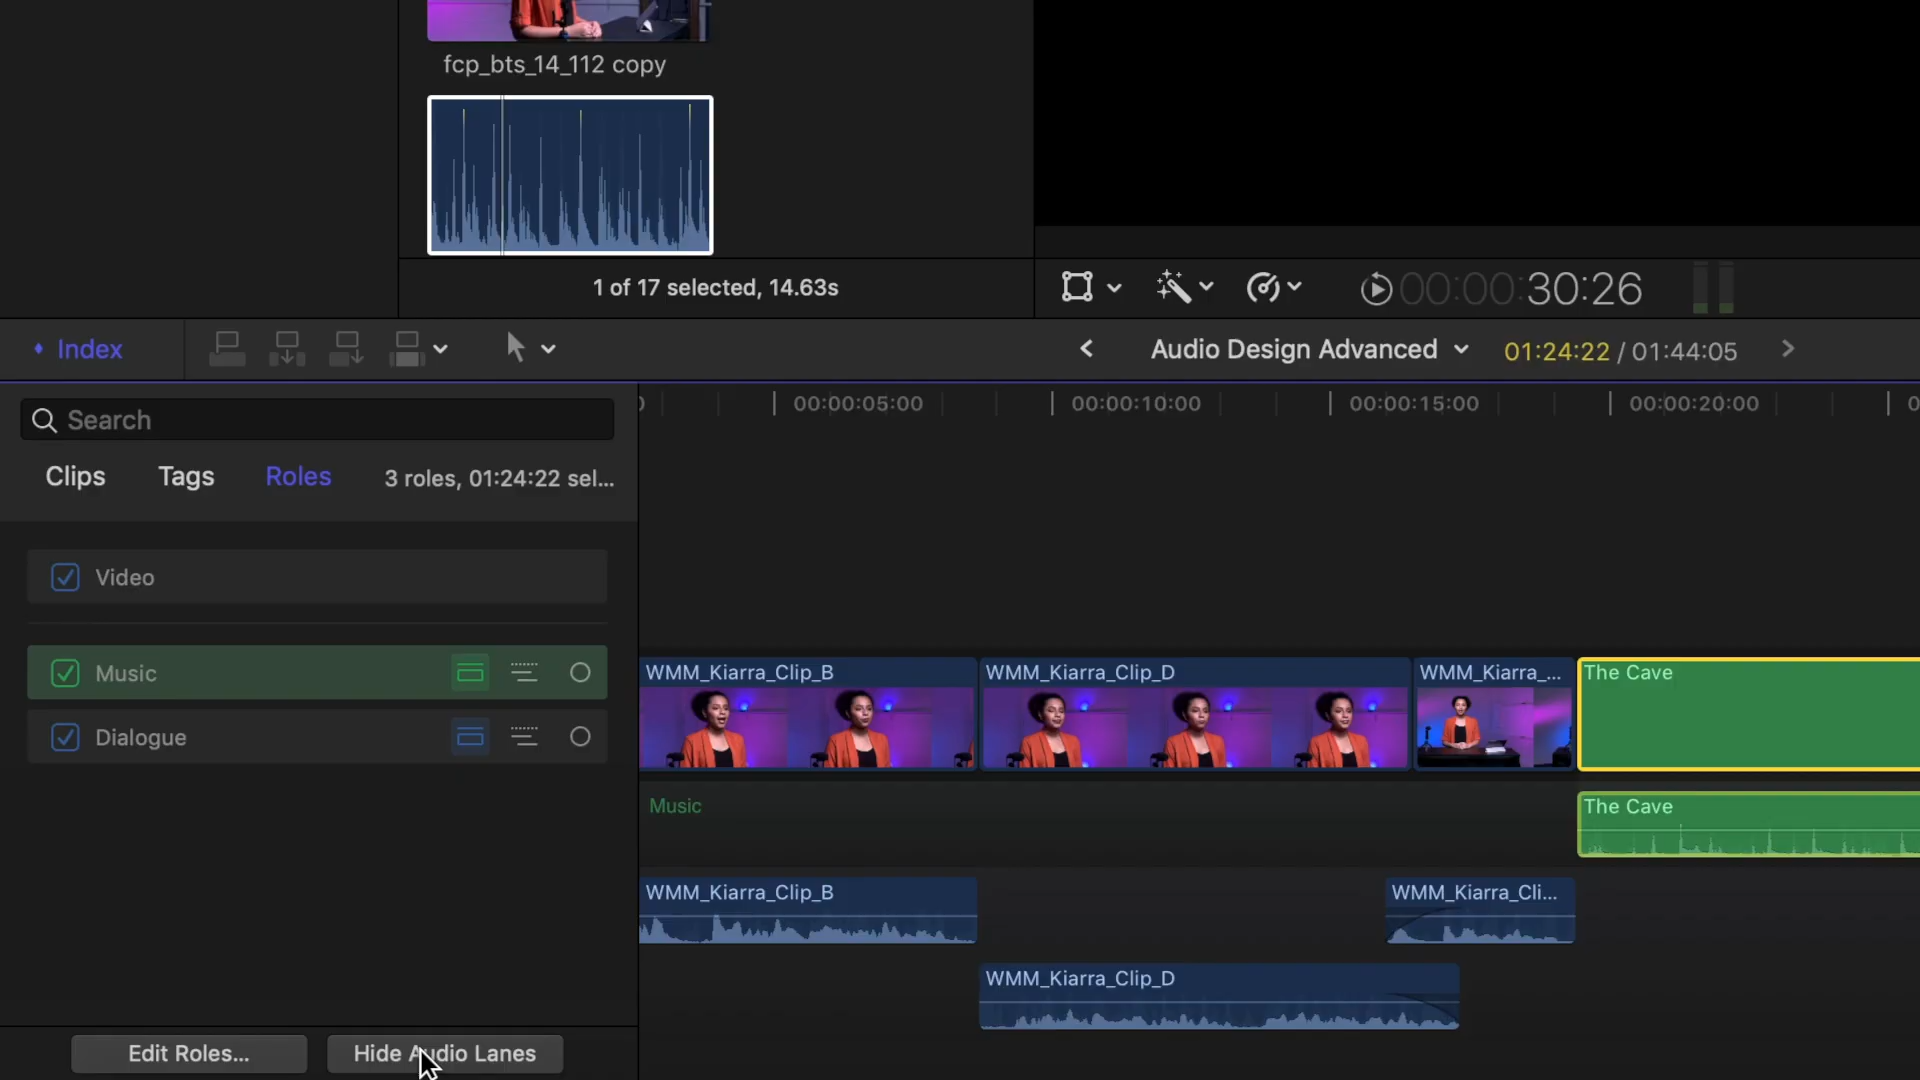 fcp_bts_14_112 copy
1 of 17 selected, 14.63s
00:00:00:30:26
Index
Audio Design Advanced
01:24:22 / 01:44:05
Search
00:00:05:00
00:00:10:00
00:00:15:00
00:00:20:00
Clips
Tags
Roles
3 roles, 01:24:22 sel...
Video
Music
Dialogue
WMM_Kiarra_Clip_B
WMM_Kiarra_Clip_D
WMM_Kiarra_...
The Cave
Music
The Cave
WMM_Kiarra_Clip_B
WMM_Kiarra_Cli...
WMM_Kiarra_Clip_D
Edit Roles...
Hide Audio Lanes